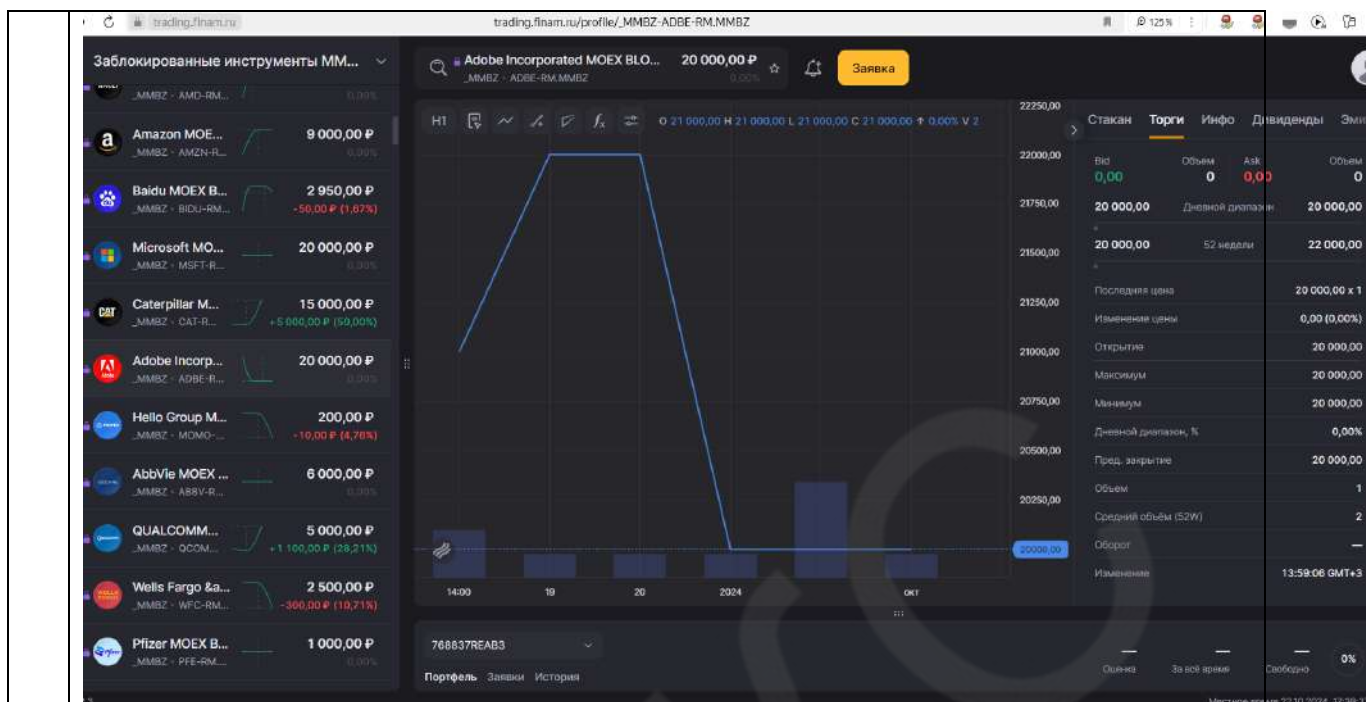 trading.finam.ru
trading.finam.ru/profile/_MMBZ-ADBE-RM.MMBZ
125 %
Заблокированные инструменты ММ...
_MMBZ · AMD-RM...
0,00%
Amazon MOE...
9 000,00 ₽
_MMBZ · AMZN-R...
0,00%
Baidu MOEX B...
2 950,00 ₽
_MMBZ · BIDU-RM...
-50,00 ₽ (1,67%)
Microsoft MO...
20 000,00 ₽
_MMBZ · MSFT-R...
0,00%
Caterpillar M...
15 000,00 ₽
_MMBZ · CAT-R...
+5 000,00 ₽ (50,00%)
Adobe Incorp...
20 000,00 ₽
_MMBZ · ADBE-R...
0,00%
Hello Group M...
200,00 ₽
_MMBZ · MOMO-...
-10,00 ₽ (4,76%)
AbbVie MOEX ...
6 000,00 ₽
_MMBZ · ABBV-R...
0,00%
QUALCOMM...
5 000,00 ₽
_MMBZ · QCOM...
+1 100,00 ₽ (28,21%)
Wells Fargo &a...
2 500,00 ₽
_MMBZ · WFC-RM...
-300,00 ₽ (10,71%)
Pfizer MOEX B...
1 000,00 ₽
_MMBZ · PFE-RM...
0,00%
Adobe Incorporated MOEX BLO...
20 000,00 ₽
_MMBZ · ADBE-RM.MMBZ
0,00%
Заявка
H1
O 21 000,00 H 21 000,00 L 21 000,00 C 21 000,00 ↑ 0,00% V 2
22250,00
22000,00
21750,00
21500,00
21250,00
21000,00
20750,00
20500,00
20250,00
20000,00
14:00
19
20
2024
окт
Стакан Торги Инфо Дивиденды Эми
Bid Объем Ask Объем
0,00 0 0,00 0
20 000,00 Дневной диапазон 20 000,00
20 000,00 52 недели 22 000,00
Последняя цена 20 000,00 x 1
Изменение цены 0,00 (0,00%)
Открытие 20 000,00
Максимум 20 000,00
Минимум 20 000,00
Дневной диапазон, % 0,00%
Пред. закрытие 20 000,00
Объем 1
Средний объём (52W) 2
Оборот —
Изменение 13:59:06 GMT+3
768837REAB3
Портфель Заявки История
— — — 0%
Оценка За всё время Свободно
Местное время